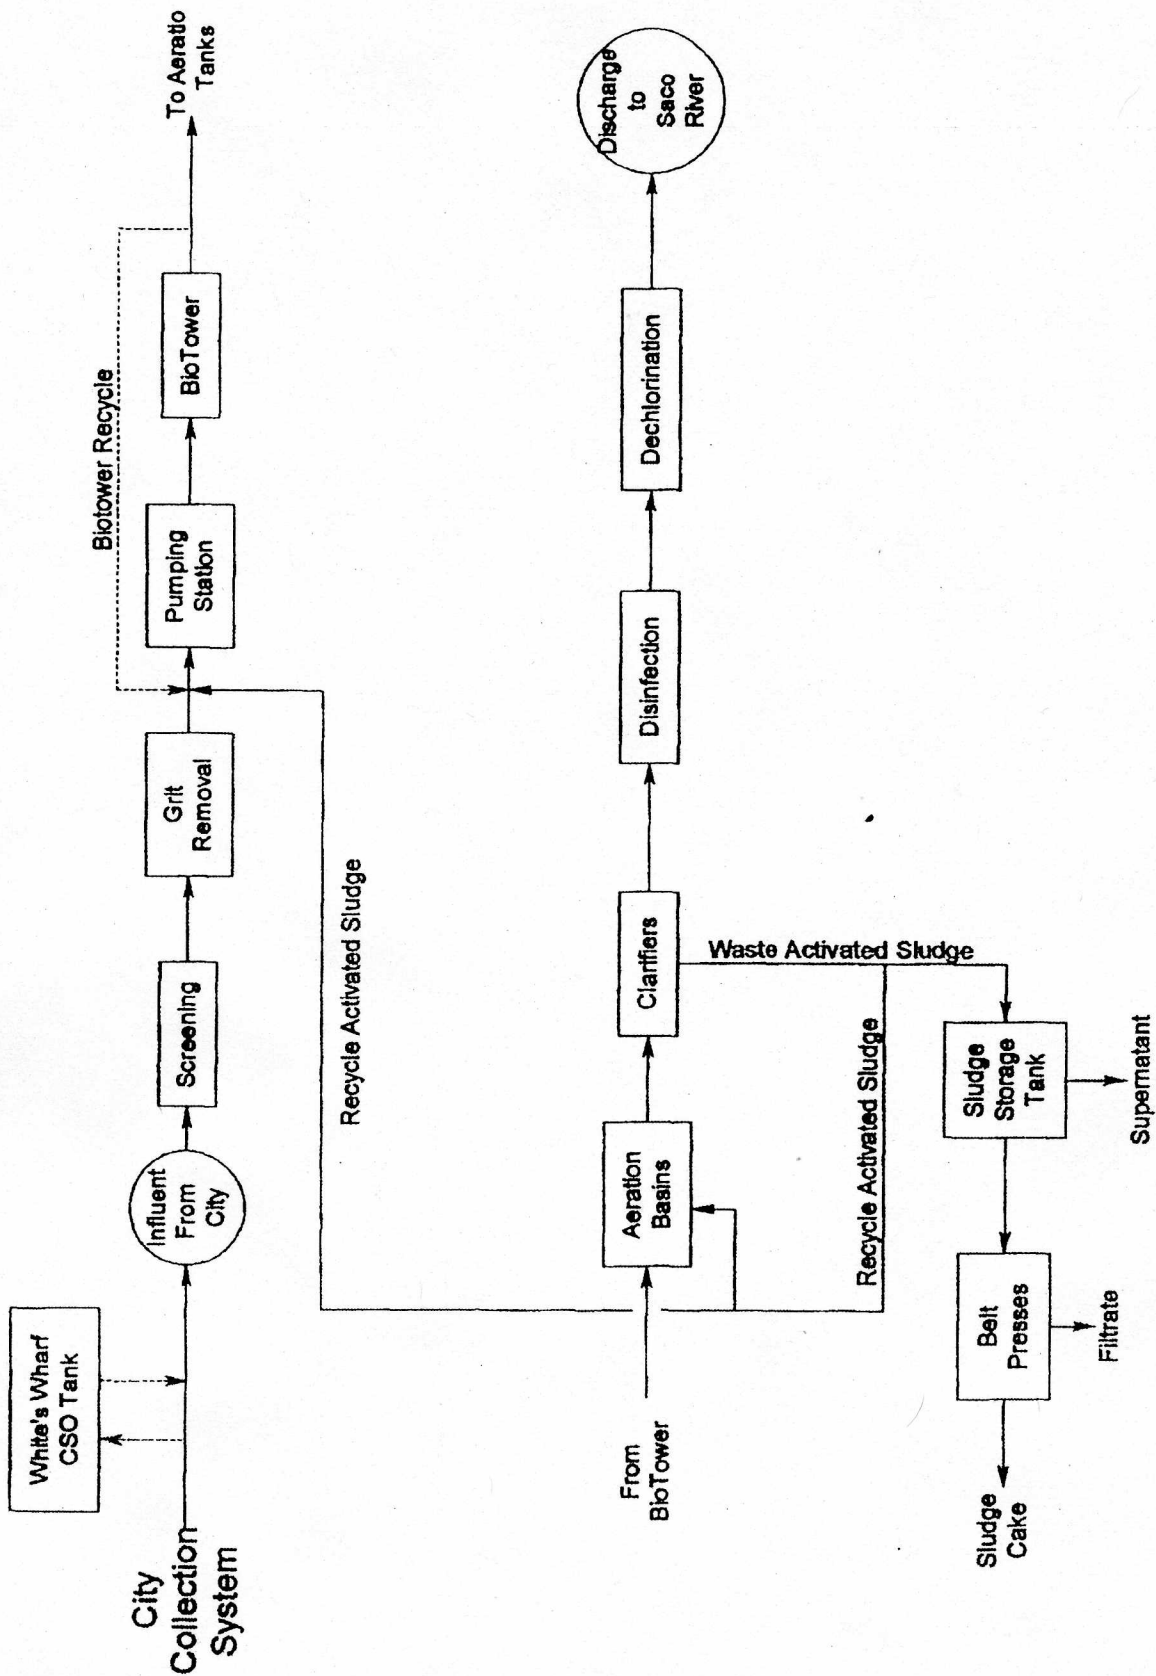 White's Wharf
CSO Tank
City
Collection
System
Influent
From
City
Screening
Grit
Removal
Biotower Recycle
Pumping
Station
BioTower
To Aeratio
Tanks
Recycle Activated Sludge
From
BioTower
Aeration
Basins
Clarifiers
Disinfection
Dechlorination
Discharge
to
Saco
River
Waste Activated Sludge
Recycle Activated Sludge
Sludge
Storage
Tank
Supernatant
Belt
Presses
Filtrate
Sludge
Cake